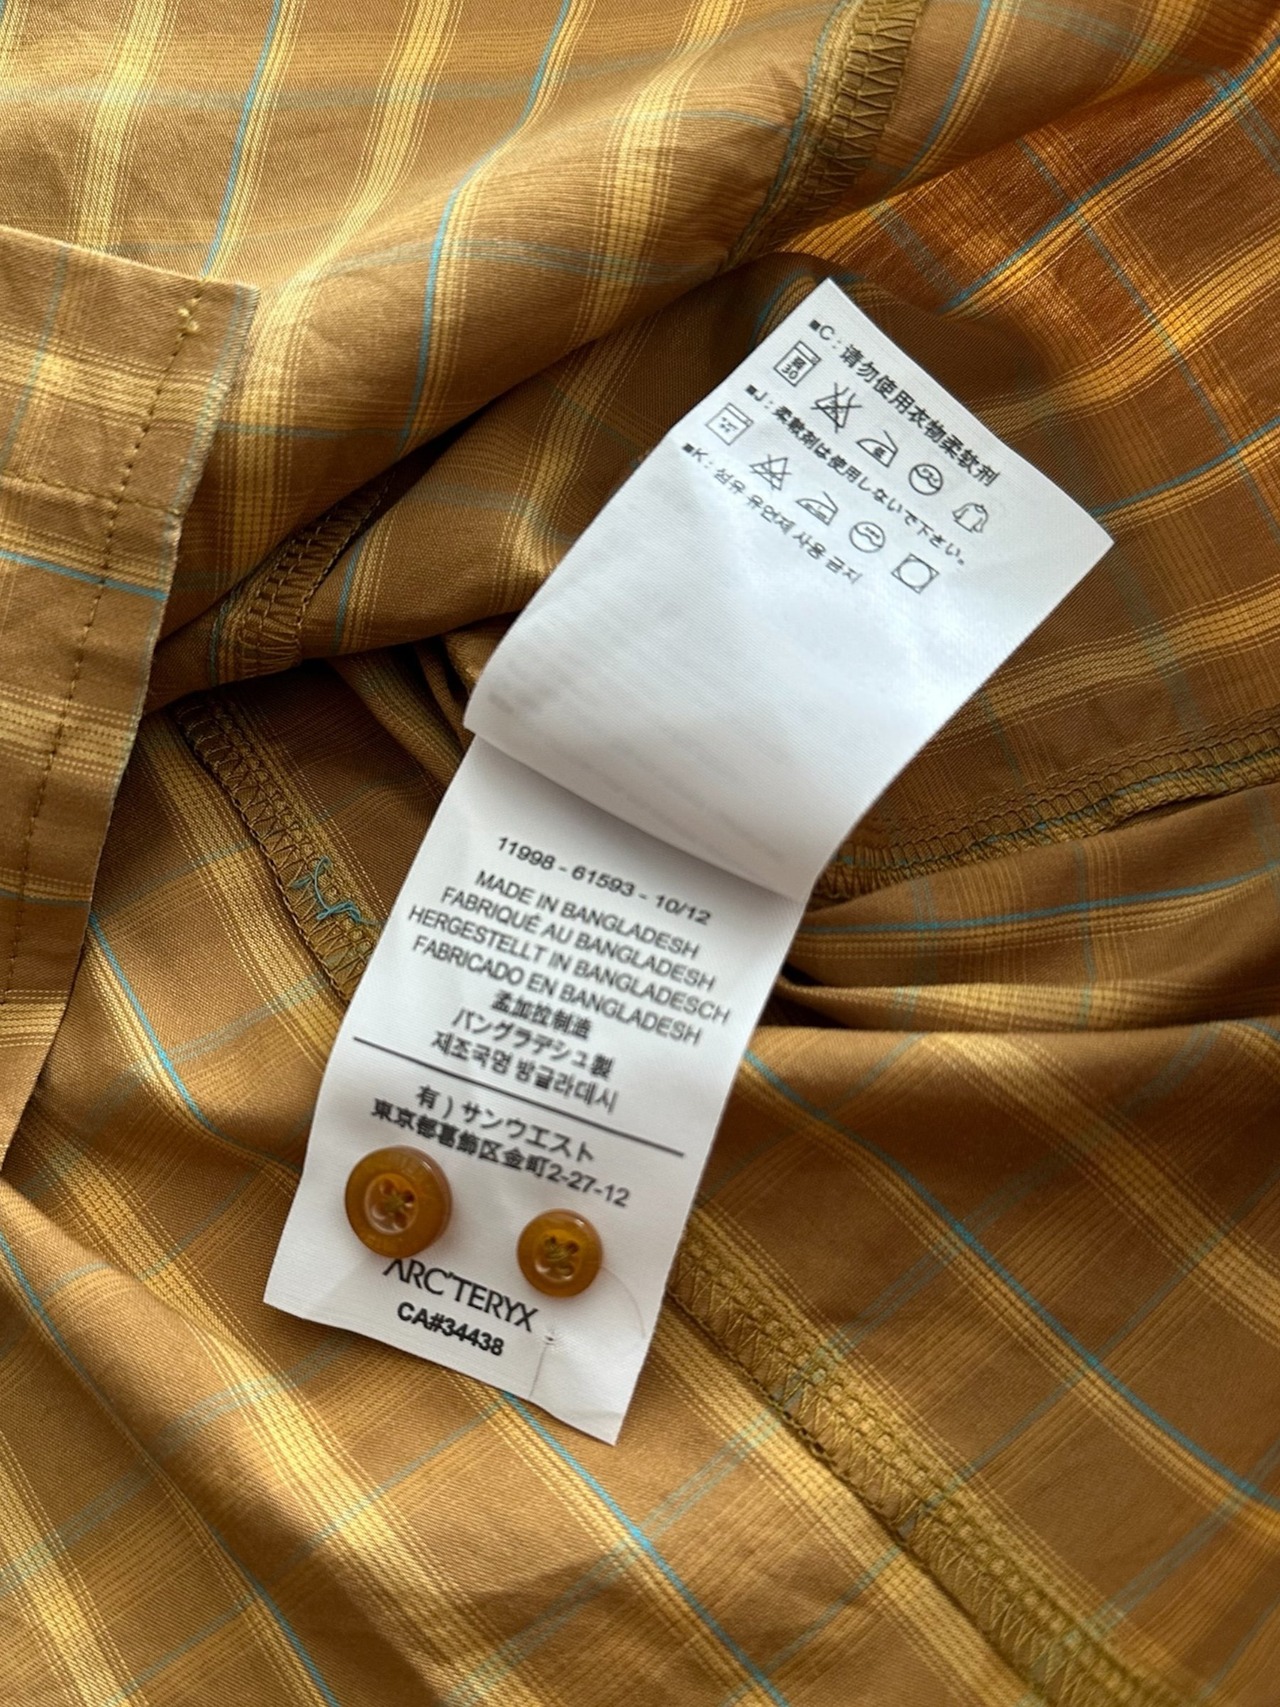 ■C：请勿使用衣物柔软剂
30
■J：柔軟剤は使用しないで下さい。
■K：섬유 유연제 사용 금지
11998 - 61593 - 10/12
MADE IN BANGLADESH
FABRIQUÉ AU BANGLADESH
HERGESTELLT IN BANGLADESCH
FABRICADO EN BANGLADESH
孟加拉制造
バングラデシュ製
제조국명 방글라데시
有）サンウエスト
東京都葛飾区金町2-27-12
ARC'TERYX
CA#34438